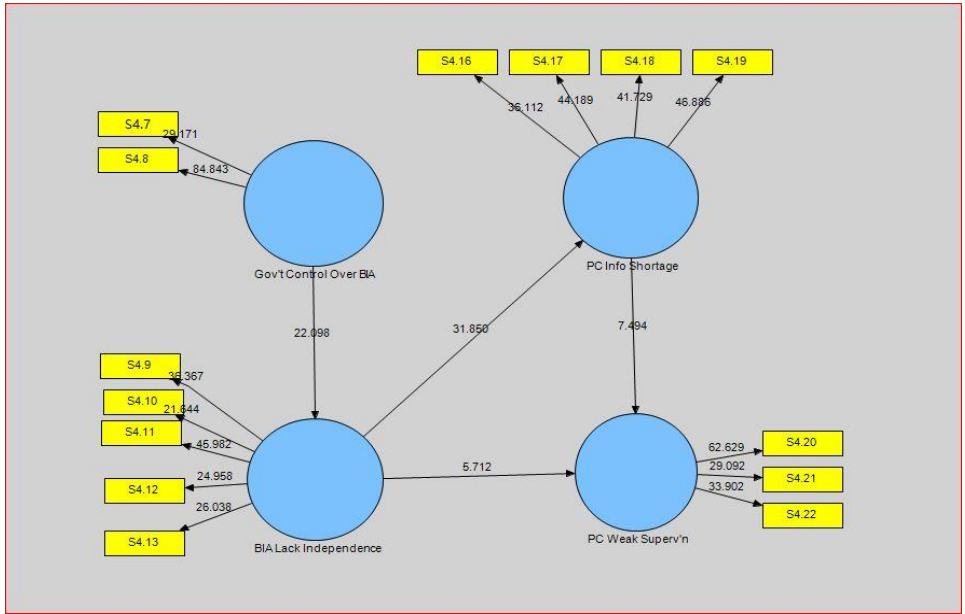 S4.16
S4.17
S4.18
S4.19
36.112
44.189
41.729
46.886
S4.7
29.171
S4.8
84.843
Gov't Control Over BIA
PC Info Shortage
22.098
31.850
7.494
S4.9
36.367
S4.10
21.644
S4.11
45.982
S4.12
24.958
S4.13
26.038
BIA Lack Independence
5.712
62.629
S4.20
29.092
S4.21
33.902
S4.22
PC Weak Superv'n